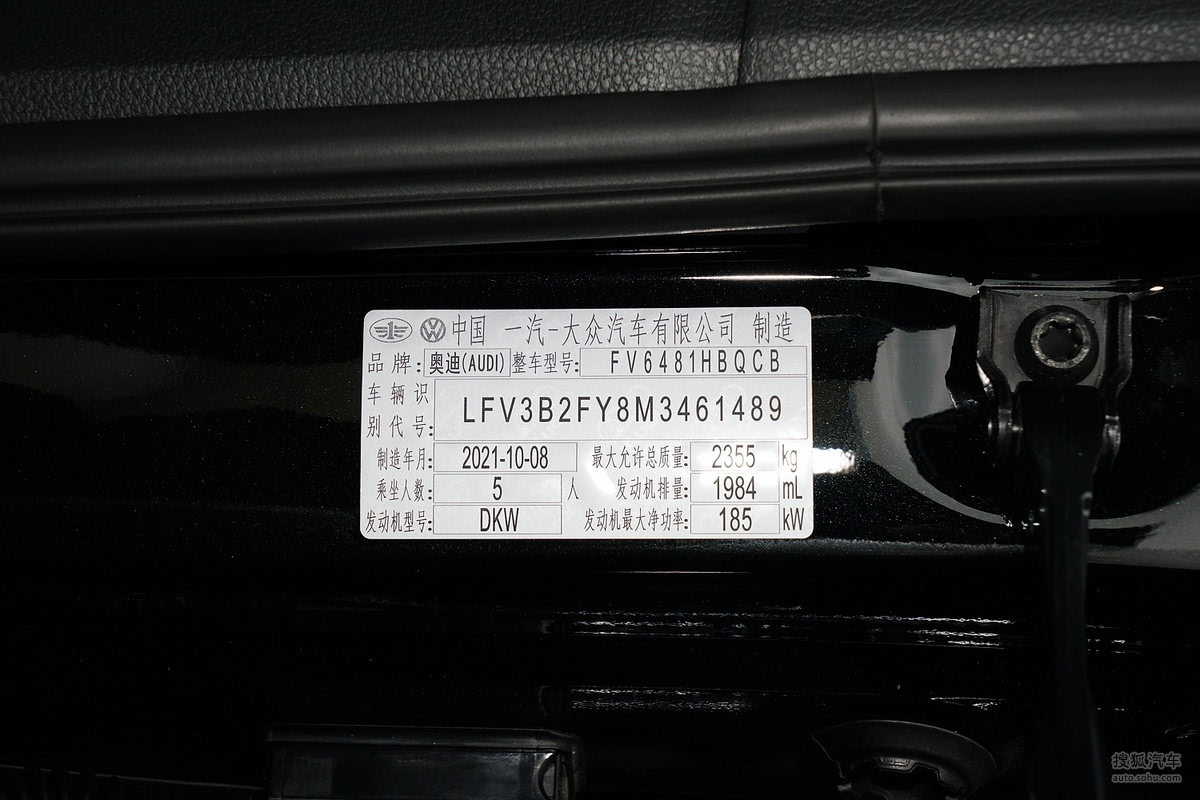 中国 一汽-大众汽车有限公司 制造
品牌: 奥迪(AUDI) 整车型号: FV6481HBQCB
车辆识别代号: LFV3B2FY8M3461489
制造年月: 2021-10-08 最大允许总质量: 2355 kg
乘坐人数: 5 人 发动机排量: 1984 mL
发动机型号: DKW 发动机最大净功率: 185 kW
搜狐汽车
auto.sohu.com